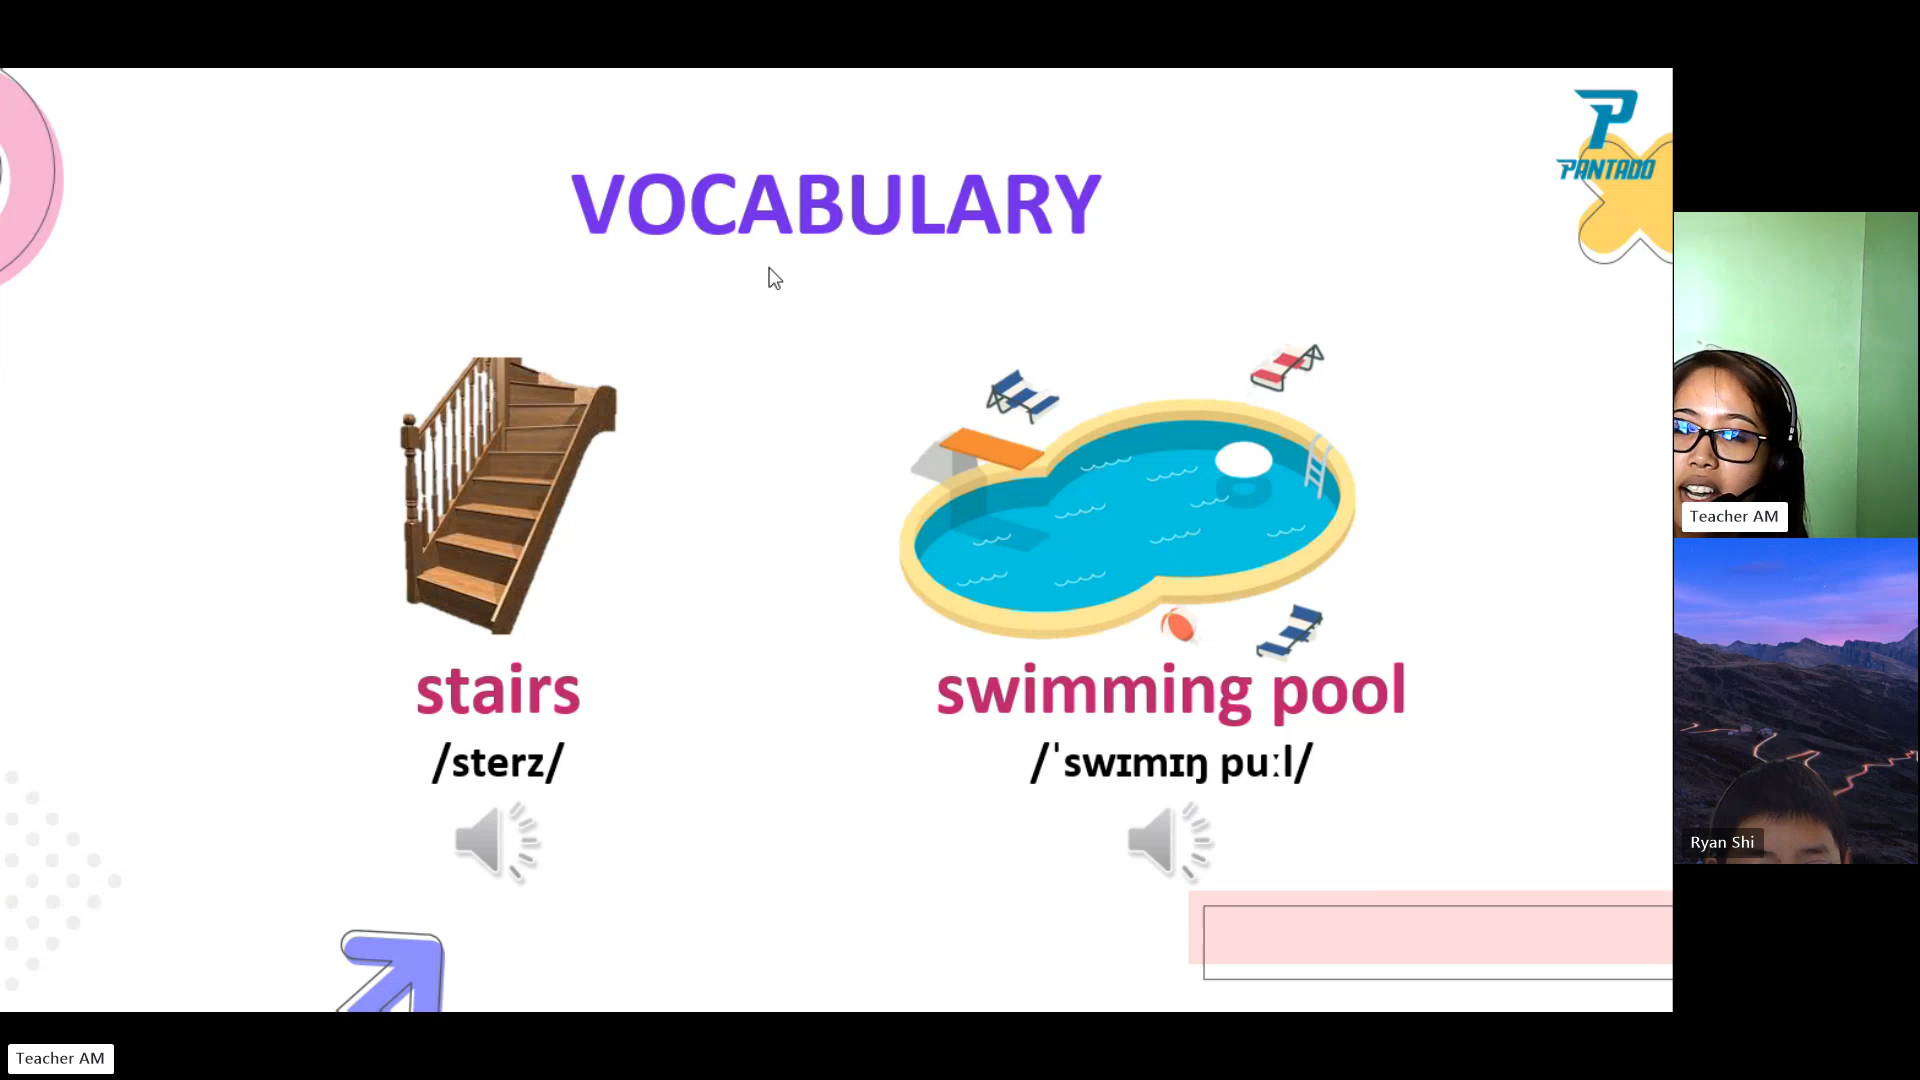 PANTADO
VOCABULARY
stairs
swimming pool
/sterz/
/ˈswɪmɪŋ puːl/
Teacher AM
Ryan Shi
Teacher AM